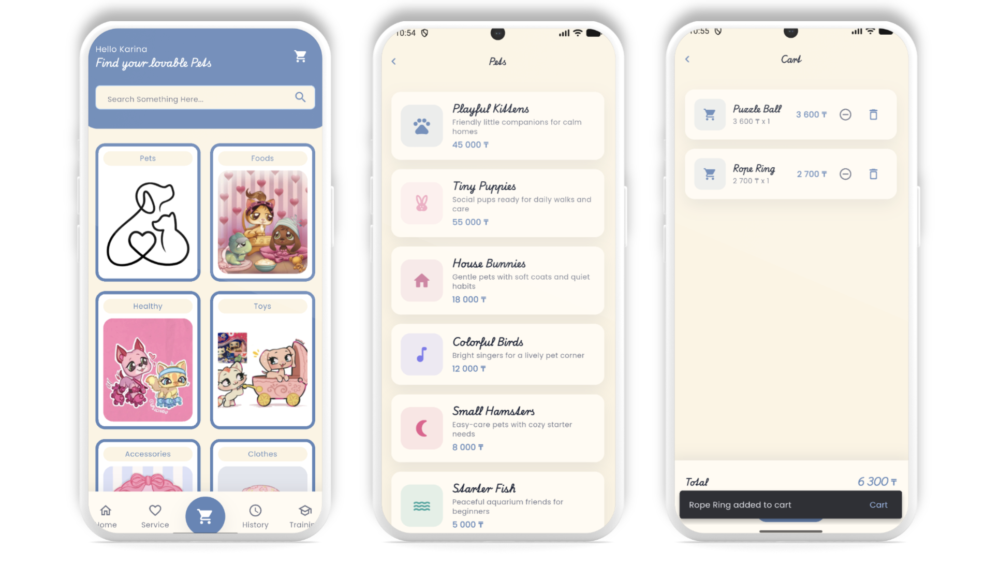 Hello Karina
Find your lovable Pets
Search Something Here...
Pets
Foods
Healthy
Toys
Accessories
Clothes
Home
Service
History
Training
10:54
Pets
Playful Kittens
Friendly little companions for calm
homes
45 000 ₸
Tiny Puppies
Social pups ready for daily walks and
care
55 000 ₸
House Bunnies
Gentle pets with soft coats and quiet
habits
18 000 ₸
Colorful Birds
Bright singers for a lively pet corner
12 000 ₸
Small Hamsters
Easy-care pets with cozy starter
needs
8 000 ₸
Starter Fish
Peaceful aquarium friends for
beginners
5 000 ₸
10:55
Cart
Puzzle Ball
3 600 ₸ x 1
3 600 ₸
Rope Ring
2 700 ₸ x 1
2 700 ₸
Total
6 300 ₸
Rope Ring added to cart
Cart